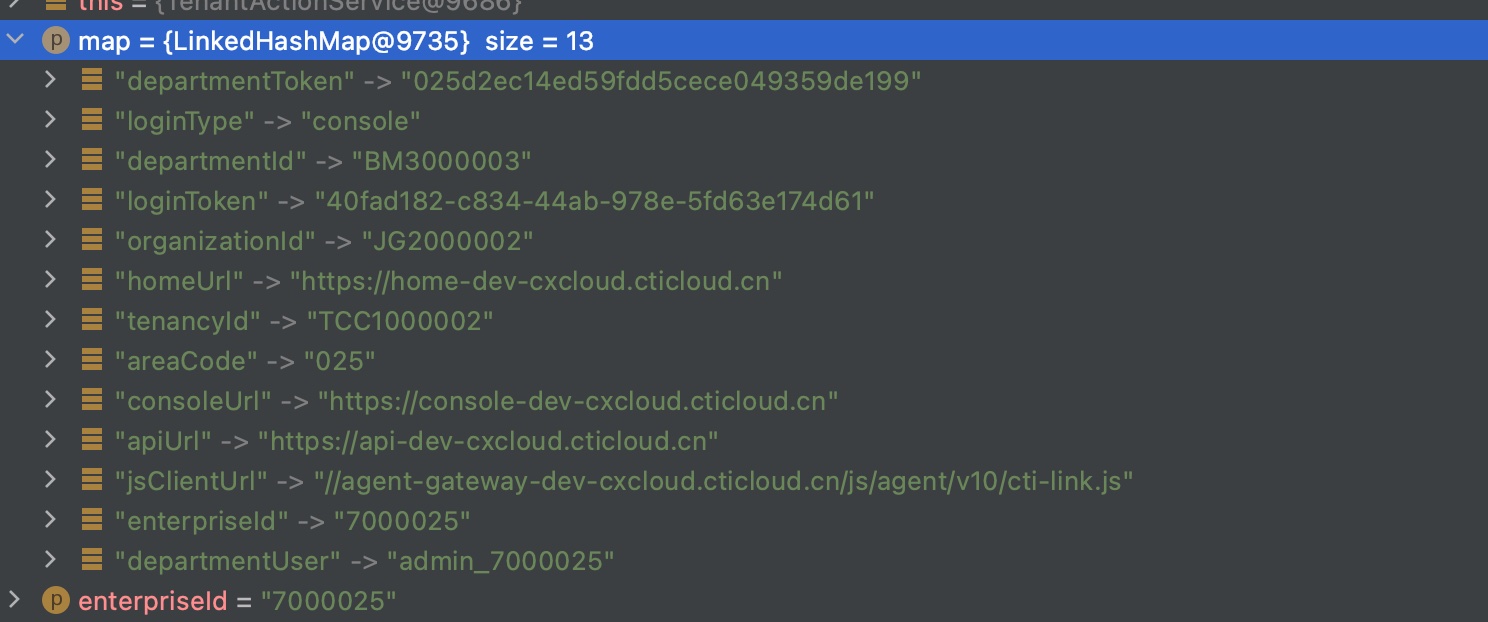 this = {TenantActionService@9686}
p map = {LinkedHashMap@9735} size = 13
"departmentToken" -> "025d2ec14ed59fdd5cece049359de199"
"loginType" -> "console"
"departmentId" -> "BM3000003"
"loginToken" -> "40fad182-c834-44ab-978e-5fd63e174d61"
"organizationId" -> "JG2000002"
"homeUrl" -> "https://home-dev-cxcloud.cticloud.cn"
"tenancyId" -> "TCC1000002"
"areaCode" -> "025"
"consoleUrl" -> "https://console-dev-cxcloud.cticloud.cn"
"apiUrl" -> "https://api-dev-cxcloud.cticloud.cn"
"jsClientUrl" -> "//agent-gateway-dev-cxcloud.cticloud.cn/js/agent/v10/cti-link.js"
"enterpriseId" -> "7000025"
"departmentUser" -> "admin_7000025"
p enterpriseId = "7000025"